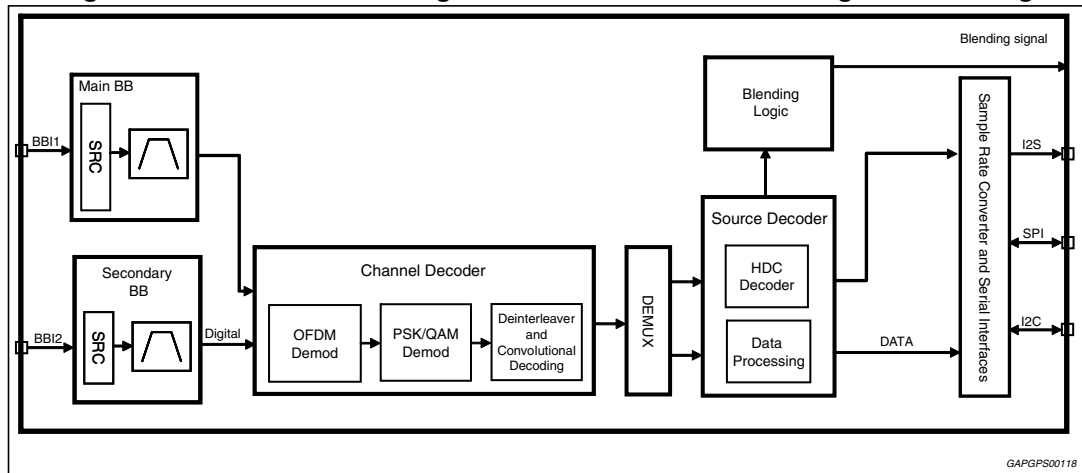 Blending signal
Main BB
BBI1
SRC
Blending
Logic
Sample Rate Converter and Serial Interfaces
I2S
Source Decoder
SPI
Secondary
BB
Channel Decoder
HDC
Decoder
BBI2
SRC
Digital
OFDM
Demod
PSK/QAM
Demod
Deinterleaver
and
Convolutional
Decoding
DEMUX
Data
Processing
DATA
I2C
GAPGPS00118